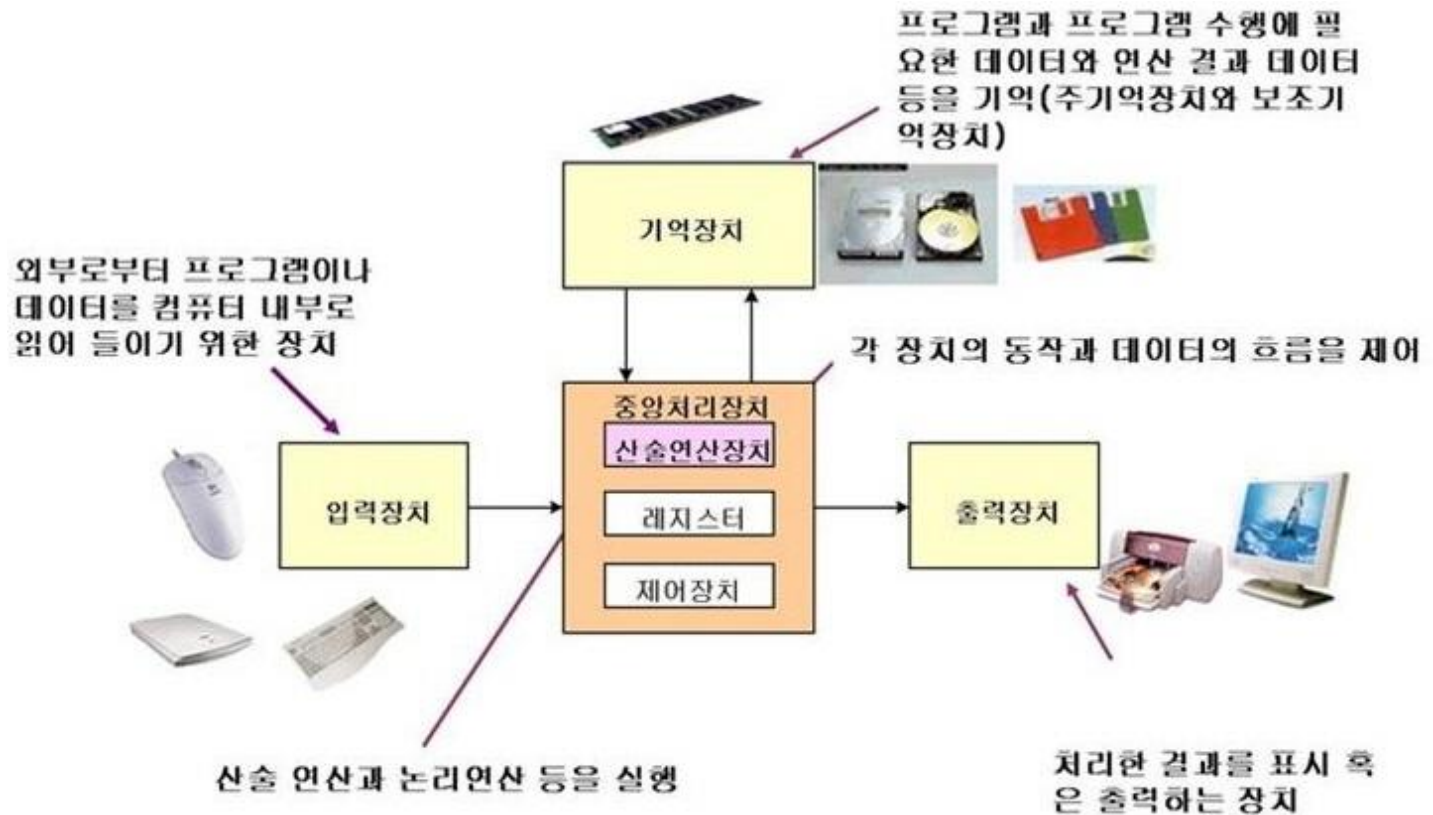 프로그램과 프로그램 수행에 필
요한 데이터와 연산 결과 데이터
등을 기억(주기억장치와 보조기
억장치)
기억장치
외부로부터 프로그램이나
데이터를 컴퓨터 내부로
읽어 들이기 위한 장치
각 장치의 동작과 데이터의 흐름을 제어
중앙처리장치
산술연산장치
입력장치
레지스터
출력장치
제어장치
산술 연산과 논리연산 등을 실행
처리한 결과를 표시 혹
은 출력하는 장치